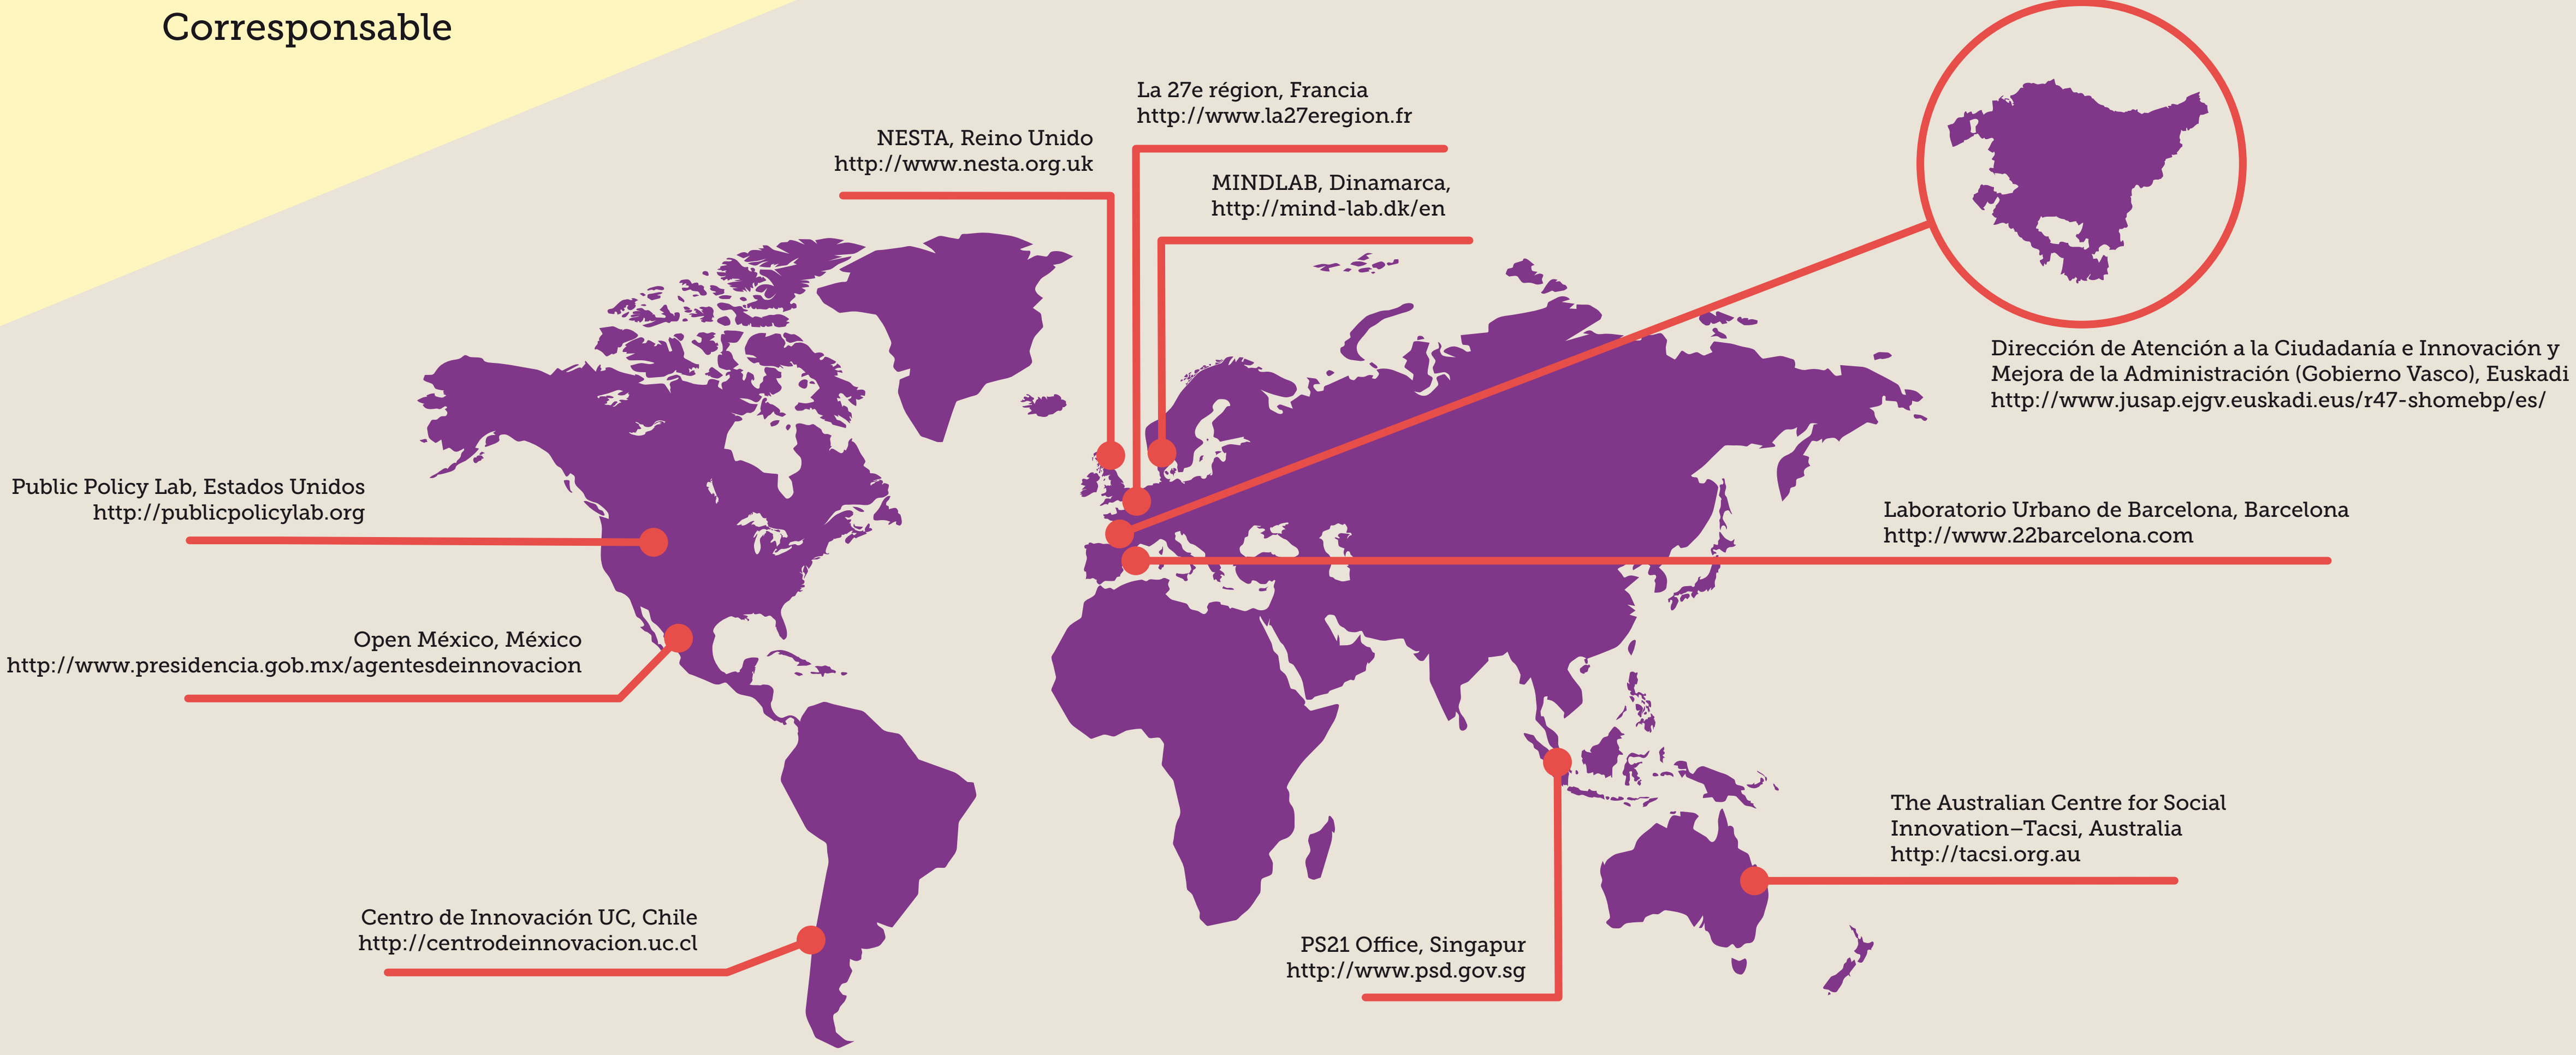 Corresponsable
La 27e région, Francia
http://www.la27eregion.fr
NESTA, Reino Unido
http://www.nesta.org.uk
MINDLAB, Dinamarca,
http://mind-lab.dk/en
Dirección de Atención a la Ciudadanía e Innovación y
Mejora de la Administración (Gobierno Vasco), Euskadi
http://www.jusap.ejgv.euskadi.eus/r47-shomebp/es/
Public Policy Lab, Estados Unidos
http://publicpolicylab.org
Laboratorio Urbano de Barcelona, Barcelona
http://www.22barcelona.com
Open México, México
http://www.presidencia.gob.mx/agentesdeinnovacion
The Australian Centre for Social
Innovation–Tacsi, Australia
http://tacsi.org.au
Centro de Innovación UC, Chile
http://centrodeinnovacion.uc.cl
PS21 Office, Singapur
http://www.psd.gov.sg